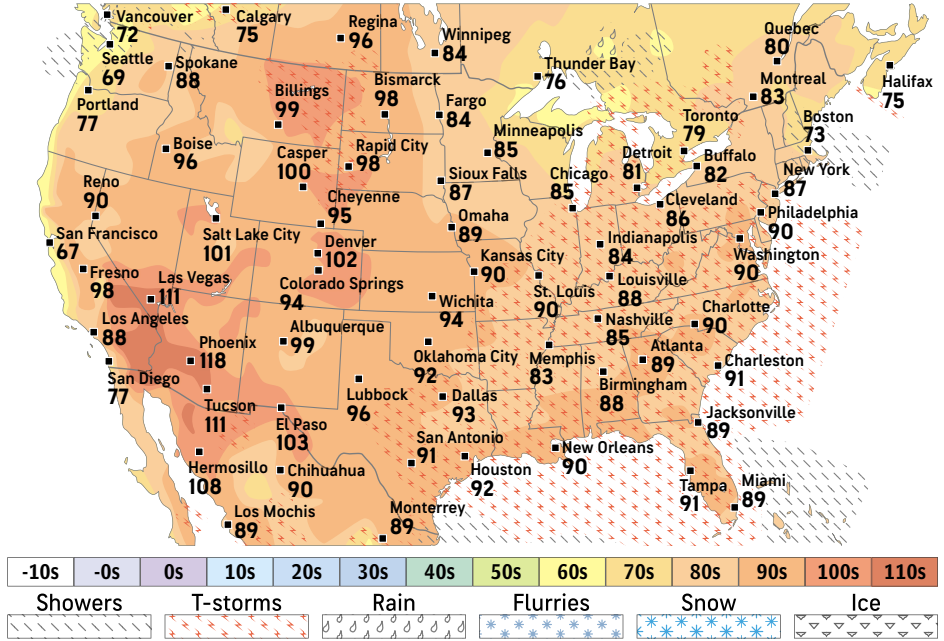 Vancouver
72
Calgary
75
Regina
96
Winnipeg
84
Quebec
80
Seattle
69
Spokane
88
Thunder Bay
76
Montreal
83
Halifax
75
Portland
77
Billings
99
Bismarck
98
Fargo
84
Minneapolis
85
Toronto
79
Boston
73
Boise
96
Casper
100
Rapid City
98
Sioux Falls
87
Chicago
85
Detroit
81
Buffalo
82
New York
87
Reno
90
Cheyenne
95
Omaha
89
Cleveland
86
Philadelphia
90
San Francisco
67
Salt Lake City
101
Denver
102
Kansas City
90
Indianapolis
84
Washington
90
Fresno
98
Las Vegas
111
Colorado Springs
94
Wichita
94
St. Louis
90
Louisville
88
Charlotte
90
Los Angeles
88
Phoenix
118
Albuquerque
99
Oklahoma City
92
Memphis
83
Nashville
85
Atlanta
89
Charleston
91
San Diego
77
Tucson
111
Lubbock
96
Dallas
93
Birmingham
88
Jacksonville
89
El Paso
103
San Antonio
91
Houston
92
New Orleans
90
Hermosillo
108
Chihuahua
90
Tampa
91
Miami
89
Los Mochis
89
Monterrey
89
-10s -0s 0s 10s 20s 30s 40s 50s 60s 70s 80s 90s 100s 110s
Showers T-storms Rain Flurries Snow Ice